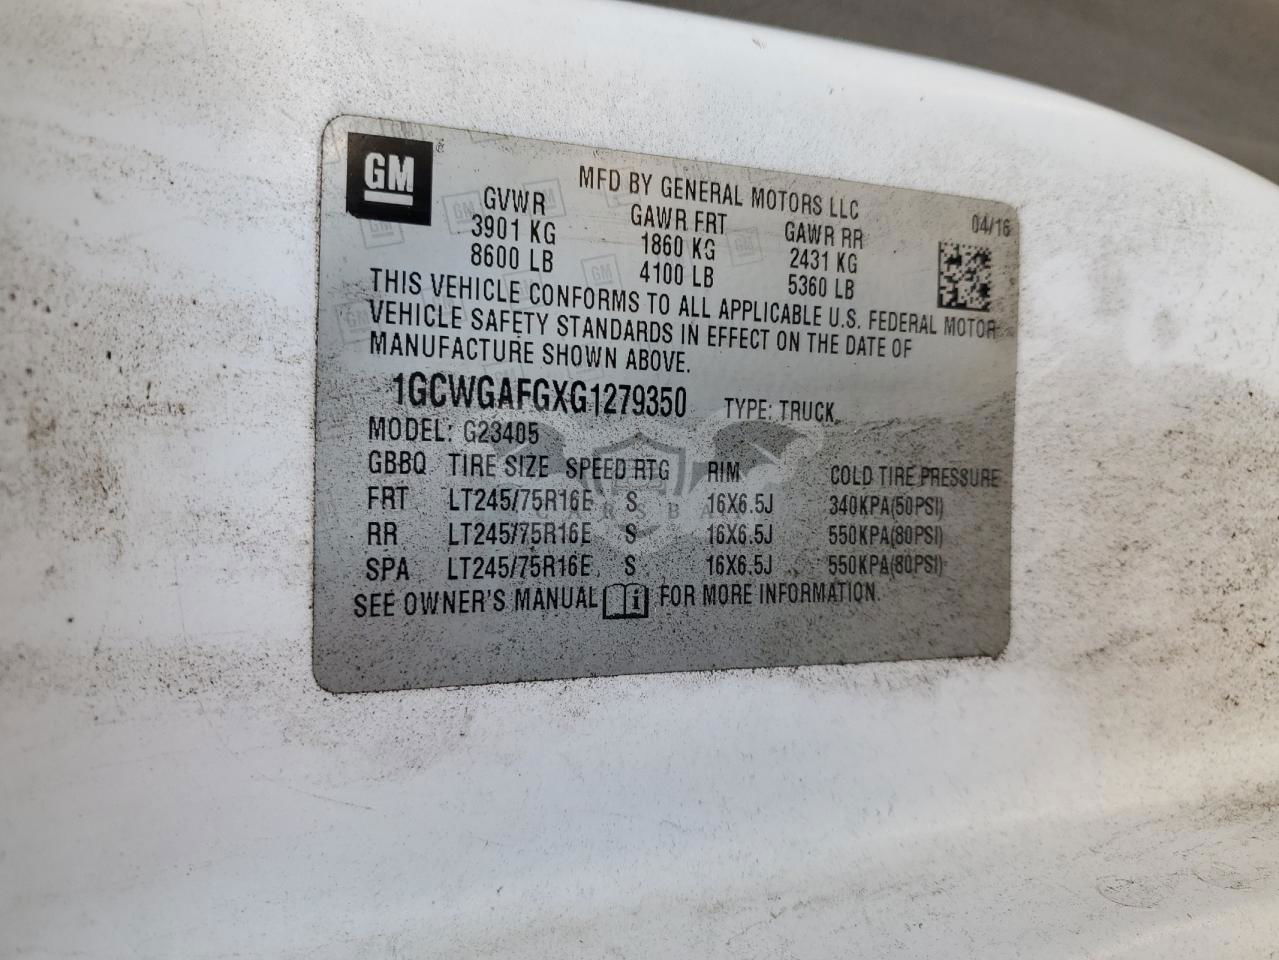 GM ®
MFD BY GENERAL MOTORS LLC
04/16
GVWR GAWR FRT GAWR RR
3901 KG 1860 KG 2431 KG
8600 LB 4100 LB 5360 LB
THIS VEHICLE CONFORMS TO ALL APPLICABLE U.S. FEDERAL MOTOR
VEHICLE SAFETY STANDARDS IN EFFECT ON THE DATE OF
MANUFACTURE SHOWN ABOVE.
1GCWGAFGXG1279350 TYPE: TRUCK
MODEL: G23405
GBBQ TIRE SIZE SPEED RTG RIM COLD TIRE PRESSURE
FRT LT245/75R16E S 16X6.5J 340KPA(50PSI)
RR LT245/75R16E S 16X6.5J 550KPA(80PSI)
SPA LT245/75R16E S 16X6.5J 550KPA(80PSI)
SEE OWNER'S MANUAL FOR MORE INFORMATION.